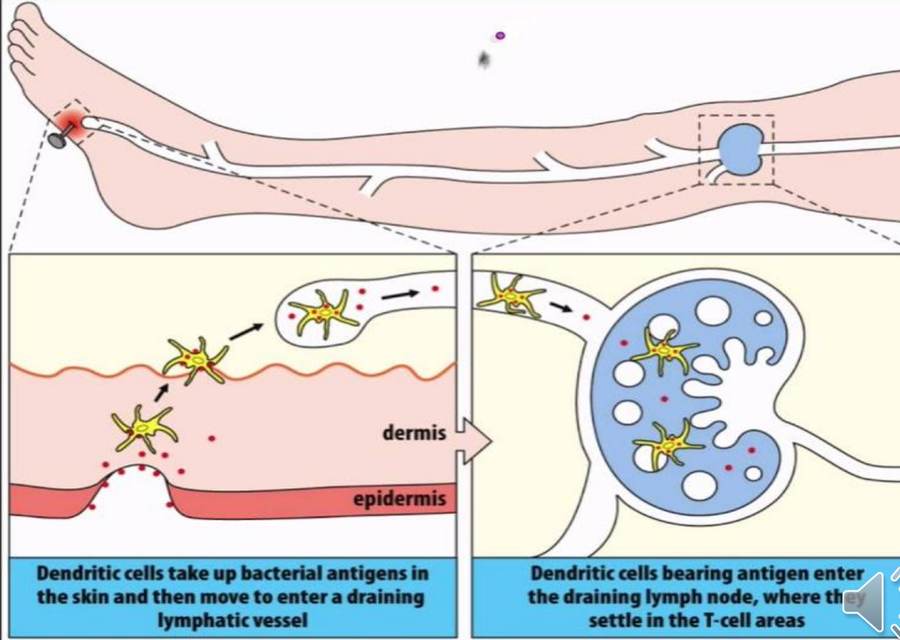 dermis
epidermis
Dendritic cells take up bacterial antigens in
the skin and then move to enter a draining
lymphatic vessel
Dendritic cells bearing antigen enter
the draining lymph node, where they
settle in the T-cell areas